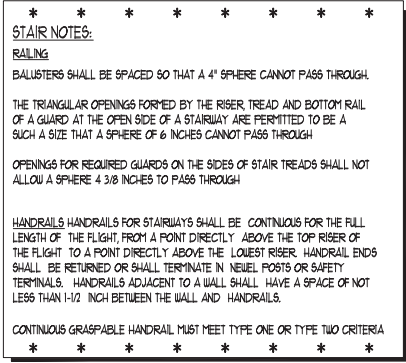 * * * * * * * *
STAIR NOTES:
RAILING
BALUSTERS SHALL BE SPACED SO THAT A 4" SPHERE CANNOT PASS THROUGH.
THE TRIANGULAR OPENINGS FORMED BY THE RISER, TREAD AND BOTTOM RAIL
OF A GUARD AT THE OPEN SIDE OF A STAIRWAY ARE PERMITTED TO BE A
SUCH A SIZE THAT A SPHERE OF 6 INCHES CANNOT PASS THROUGH
OPENINGS FOR REQUIRED GUARDS ON THE SIDES OF STAIR TREADS SHALL NOT
ALLOW A SPHERE 4 3/8 INCHES TO PASS THROUGH
HANDRAILS HANDRAILS FOR STAIRWAYS SHALL BE CONTINUOUS FOR THE FULL
LENGTH OF THE FLIGHT, FROM A POINT DIRECTLY ABOVE THE TOP RISER OF
THE FLIGHT TO A POINT DIRECTLY ABOVE THE LOWEST RISER. HANDRAIL ENDS
SHALL BE RETURNED OR SHALL TERMINATE IN NEWEL POSTS OR SAFETY
TERMINALS. HANDRAILS ADJACENT TO A WALL SHALL HAVE A SPACE OF NOT
LESS THAN 1-1/2 INCH BETWEEN THE WALL AND HANDRAILS.
CONTINUOUS GRASPABLE HANDRAIL MUST MEET TYPE ONE OR TYPE TWO CRITERIA
* * * * * * * *